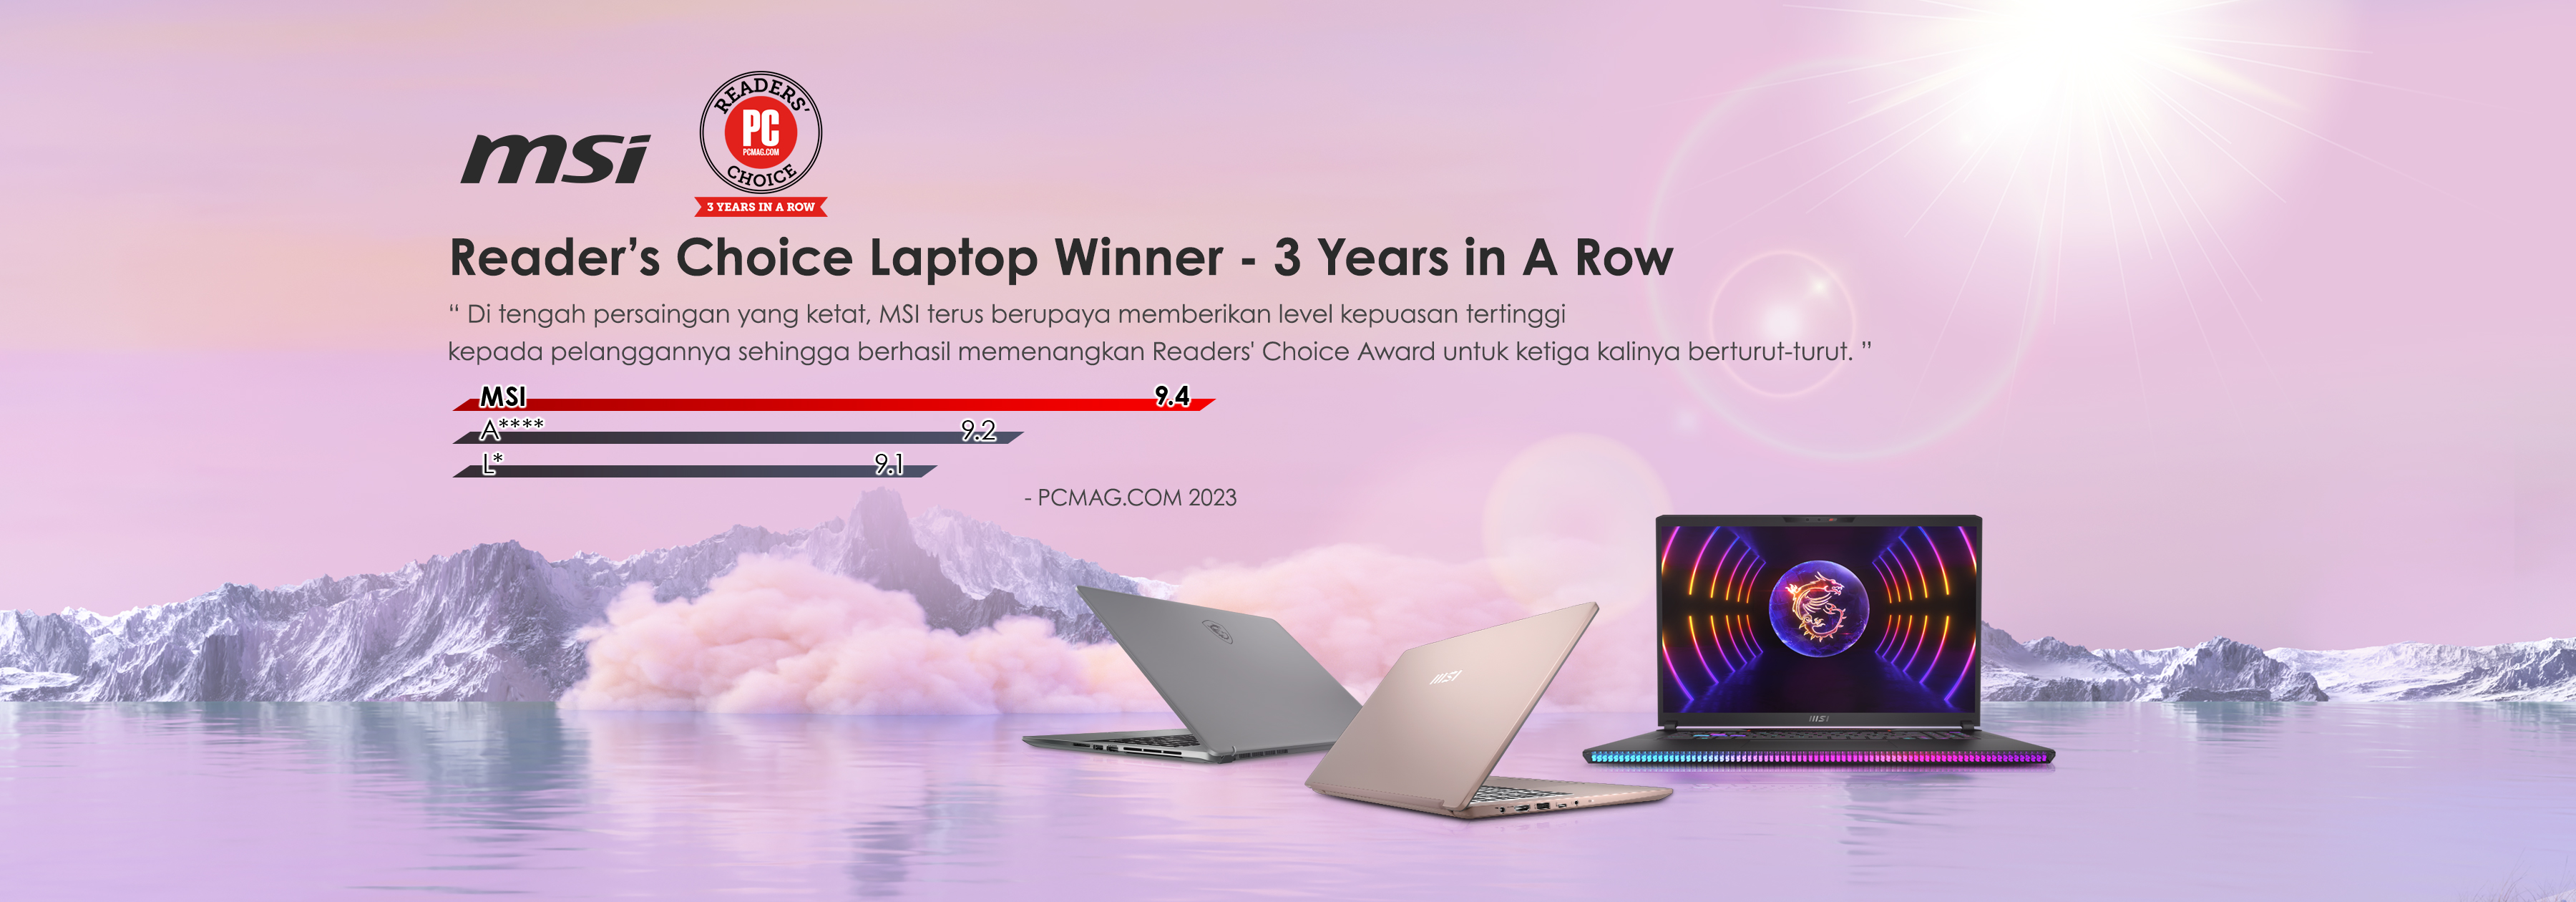 msi
READERS'
PC
PCMAG.COM
CHOICE
3 YEARS IN A ROW
Reader’s Choice Laptop Winner - 3 Years in A Row
“ Di tengah persaingan yang ketat, MSI terus berupaya memberikan level kepuasan tertinggi
kepada pelanggannya sehingga berhasil memenangkan Readers' Choice Award untuk ketiga kalinya berturut-turut. ”
MSI 9.4
A**** 9.2
L* 9.1
- PCMAG.COM 2023
msi
msi